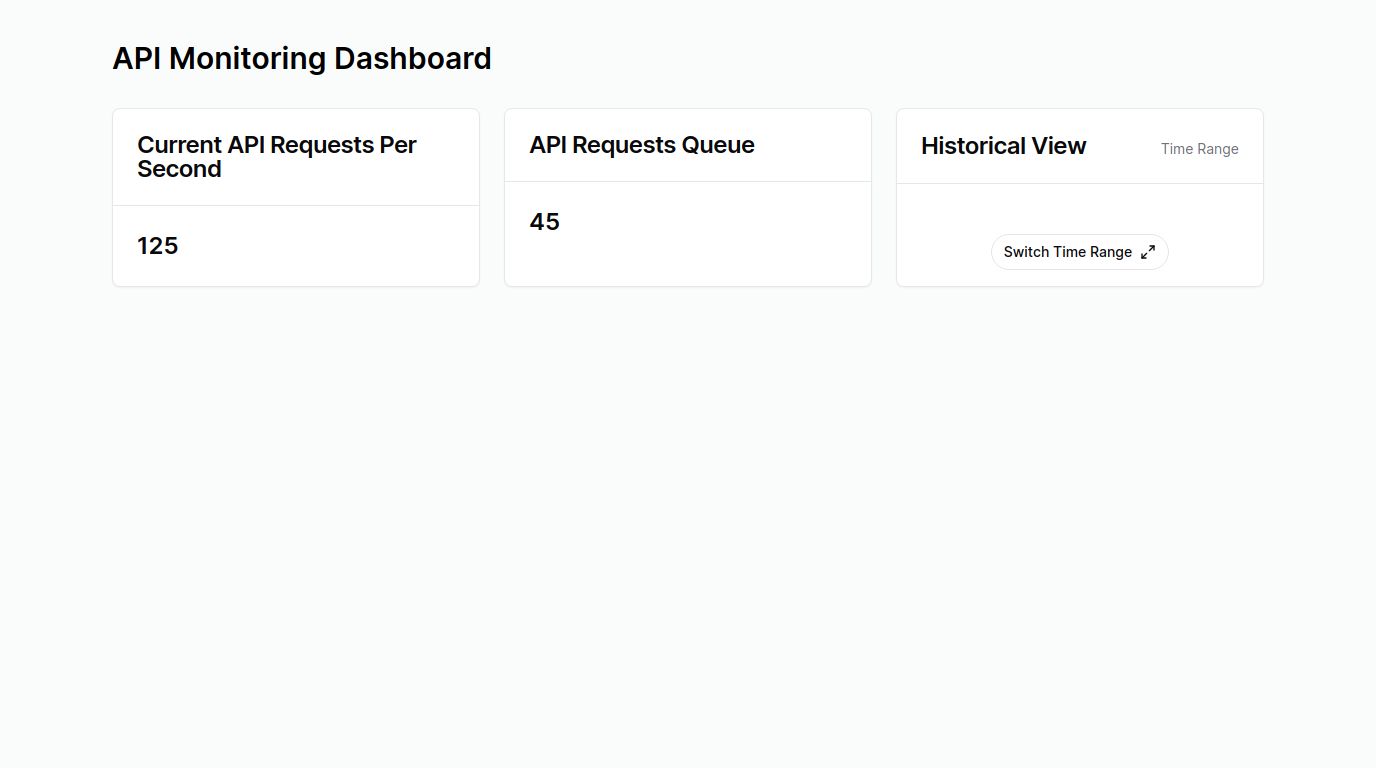 API Monitoring Dashboard
Current API Requests Per
Second
125
API Requests Queue
45
Historical View
Time Range
Switch Time Range